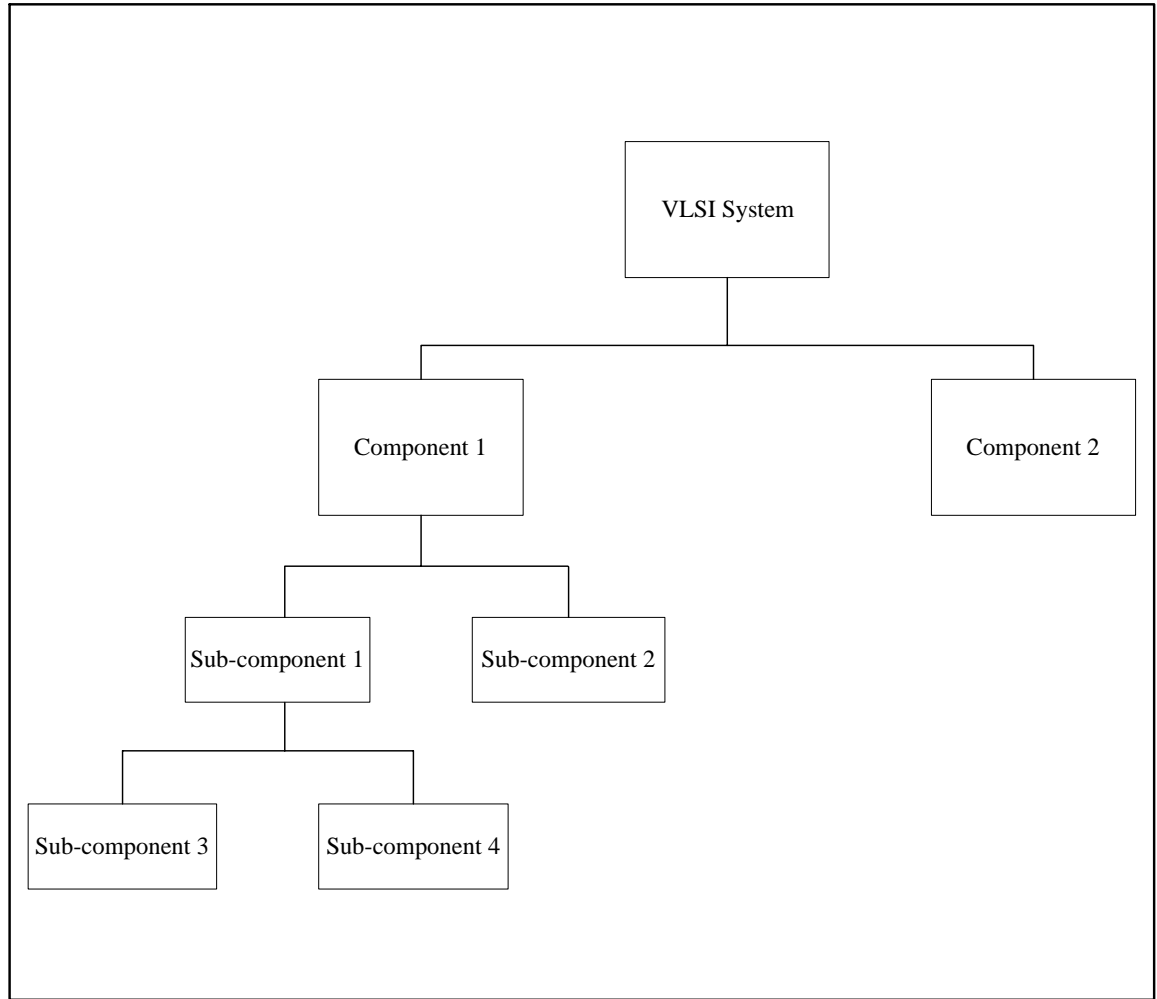 VLSI System
Component 1
Component 2
Sub-component 1
Sub-component 2
Sub-component 3
Sub-component 4